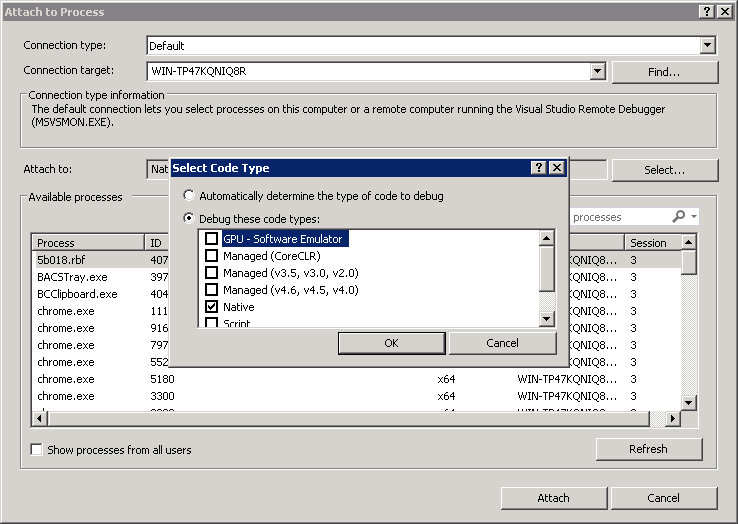 Attach to Process
Connection type: Default
Connection target: WIN-TP47KQNIQ8R Find...
Connection type information
The default connection lets you select processes on this computer or a remote computer running the Visual Studio Remote Debugger
(MSVSMON.EXE).
Attach to: Select...
Select Code Type
Automatically determine the type of code to debug
Debug these code types:
GPU - Software Emulator
Managed (CoreCLR)
Managed (v3.5, v3.0, v2.0)
Managed (v4.6, v4.5, v4.0)
Native
Script
OK Cancel
Available processes processes
Process ID Session
5b018.rbf 407 KQNIQ8... 3
BACSTray.exe 397 KQNIQ8... 3
BCClipboard.exe 404 KQNIQ8... 3
chrome.exe 111 KQNIQ8... 3
chrome.exe 916 KQNIQ8... 3
chrome.exe 797 KQNIQ8... 3
chrome.exe 552 KQNIQ8... 3
chrome.exe 5180 x64 WIN-TP47KQNIQ8... 3
chrome.exe 3300 x64 WIN-TP47KQNIQ8... 3
Show processes from all users Refresh
Attach Cancel